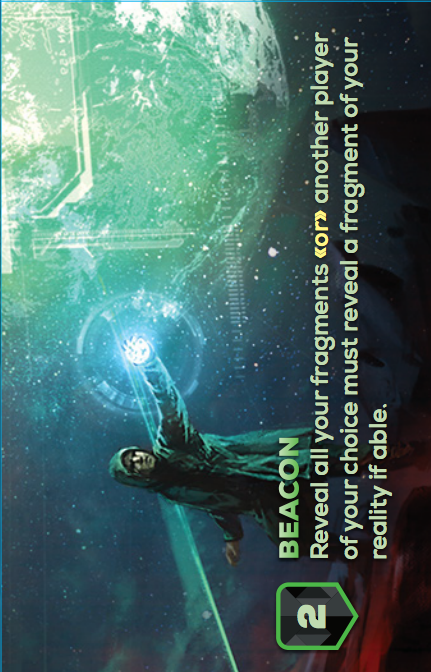 BEACON
Reveal all your fragments «or» another player
of your choice must reveal a fragment of your
reality if able.
2